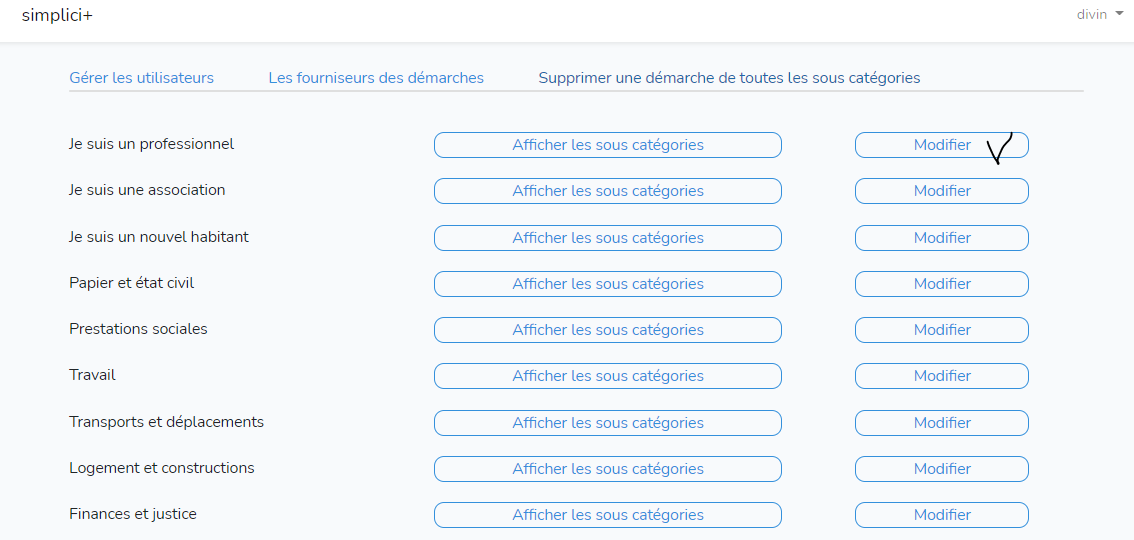 simplici+ divin
Gérer les utilisateurs Les fourniseurs des démarches Supprimer une démarche de toutes les sous catégories
Je suis un professionnel Afficher les sous catégories Modifier
Je suis une association Afficher les sous catégories Modifier
Je suis un nouvel habitant Afficher les sous catégories Modifier
Papier et état civil Afficher les sous catégories Modifier
Prestations sociales Afficher les sous catégories Modifier
Travail Afficher les sous catégories Modifier
Transports et déplacements Afficher les sous catégories Modifier
Logement et constructions Afficher les sous catégories Modifier
Finances et justice Afficher les sous catégories Modifier